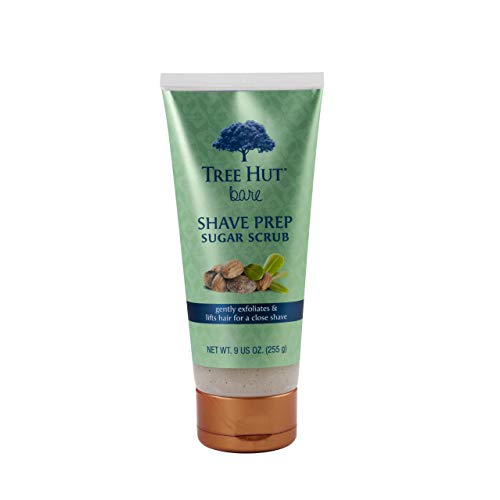 TREE HUT™
bare
SHAVE PREP
SUGAR SCRUB
gently exfoliates &
lifts hair for a close shave
NET WT. 9 US OZ. (255 g)